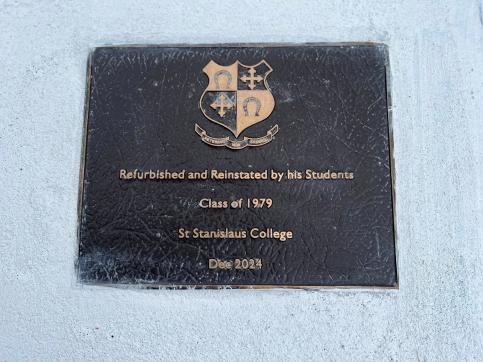 Refurbished and Reinstated by his Students
Class of 1979
St Stanislaus College
Dec 2024